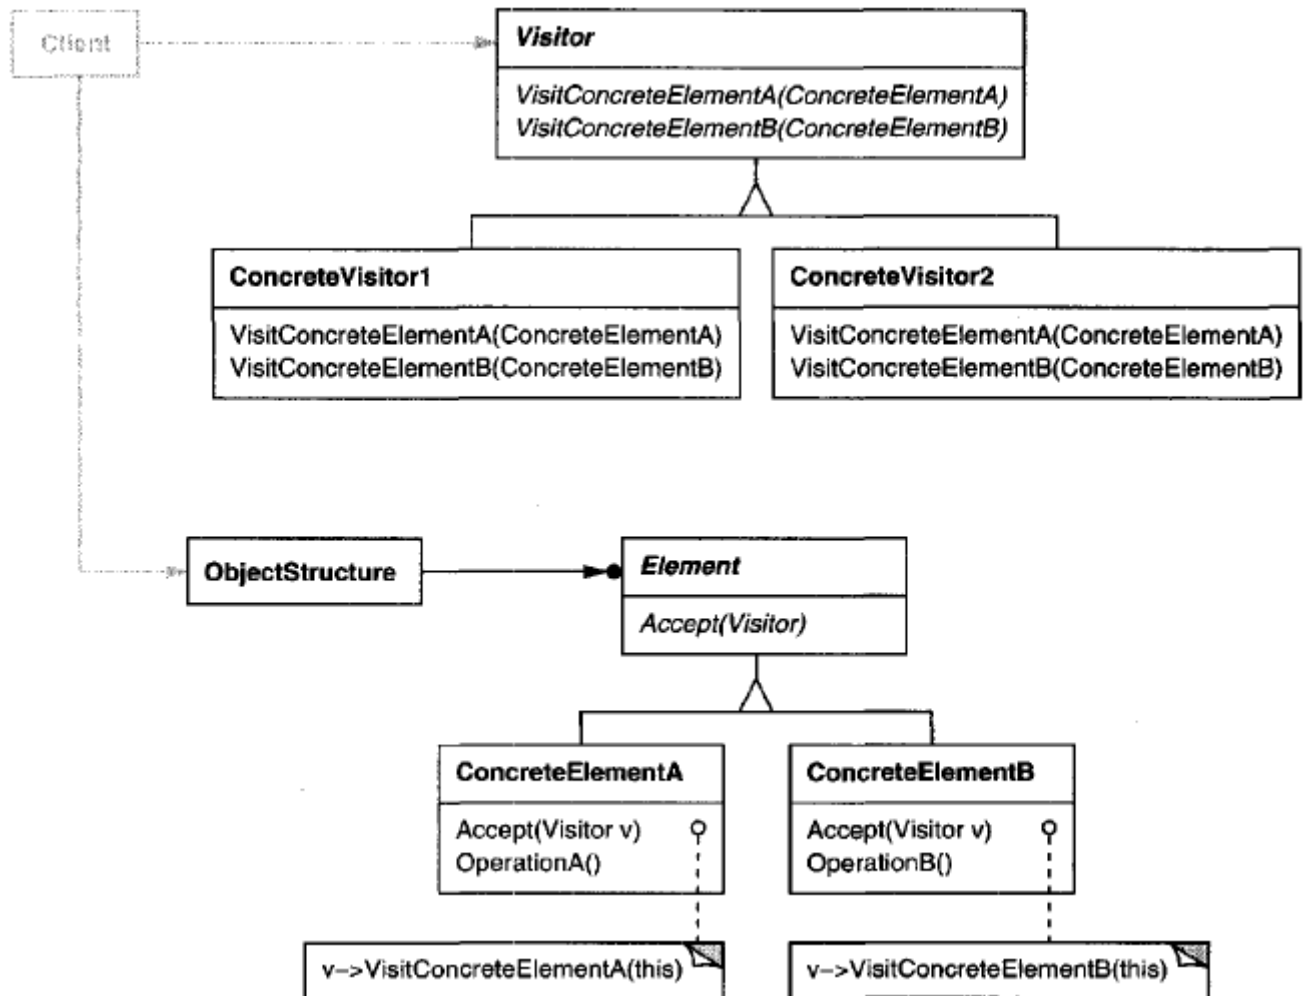 Client
Visitor
VisitConcreteElementA(ConcreteElementA)
VisitConcreteElementB(ConcreteElementB)
ConcreteVisitor1
VisitConcreteElementA(ConcreteElementA)
VisitConcreteElementB(ConcreteElementB)
ConcreteVisitor2
VisitConcreteElementA(ConcreteElementA)
VisitConcreteElementB(ConcreteElementB)
ObjectStructure
Element
Accept(Visitor)
ConcreteElementA
Accept(Visitor v)
OperationA()
ConcreteElementB
Accept(Visitor v)
OperationB()
v->VisitConcreteElementA(this)
v->VisitConcreteElementB(this)